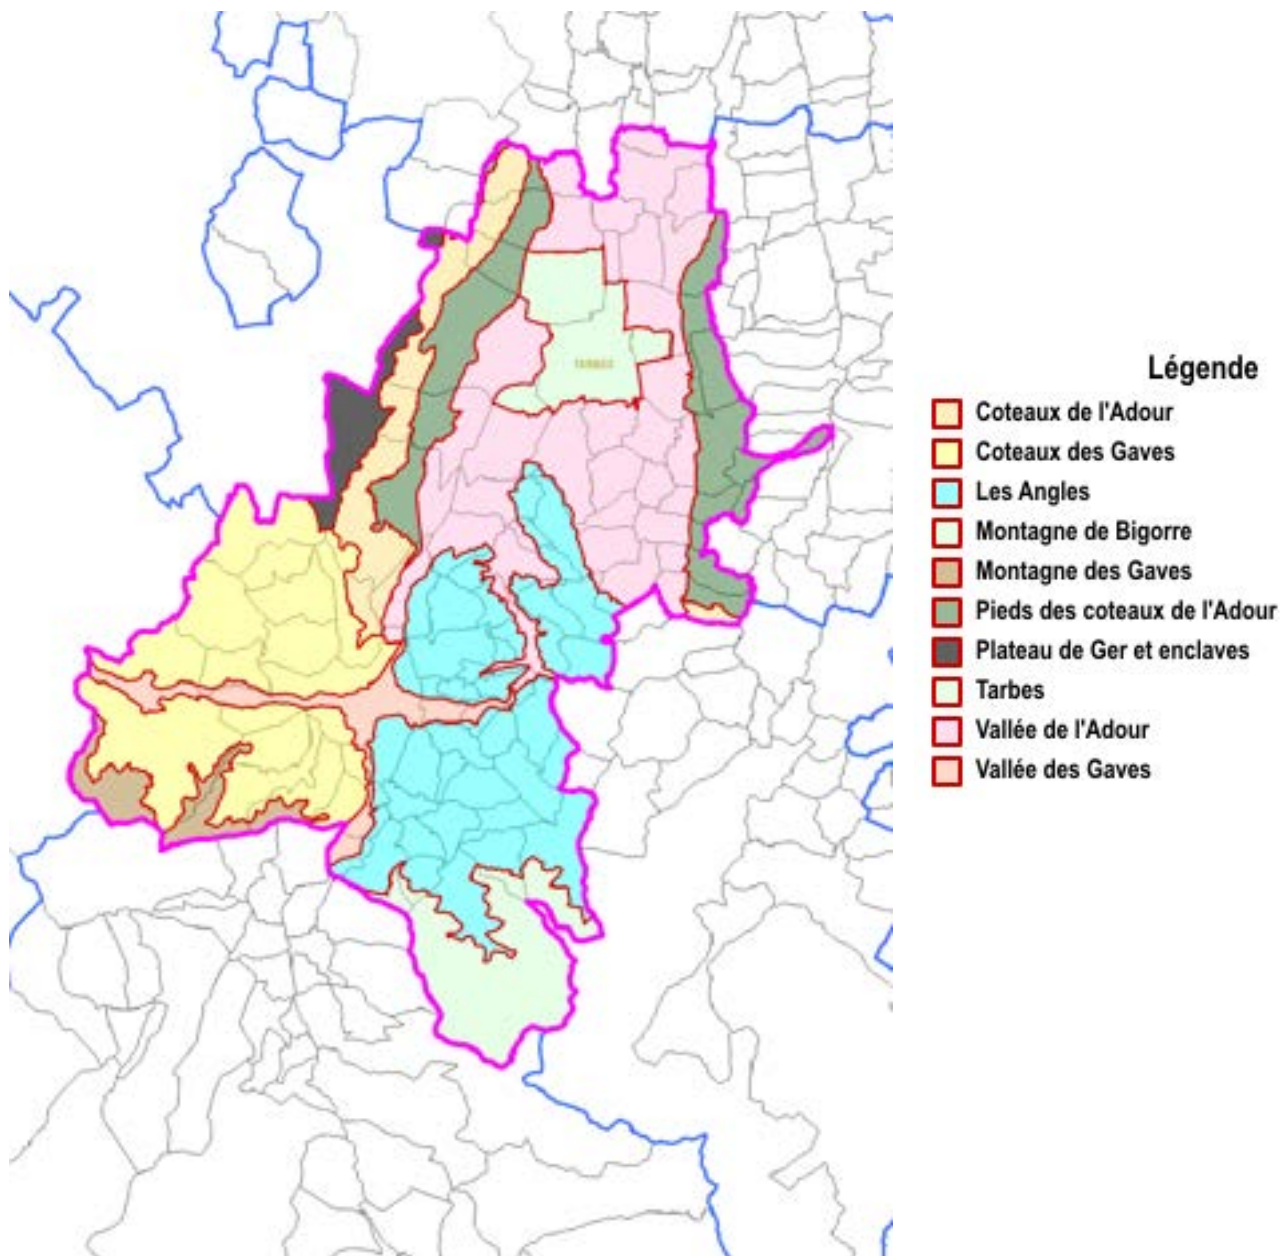 Légende
Coteaux de l'Adour
Coteaux des Gaves
Les Angles
Montagne de Bigorre
Montagne des Gaves
Pieds des coteaux de l'Adour
Plateau de Ger et enclaves
Tarbes
Vallée de l'Adour
Vallée des Gaves